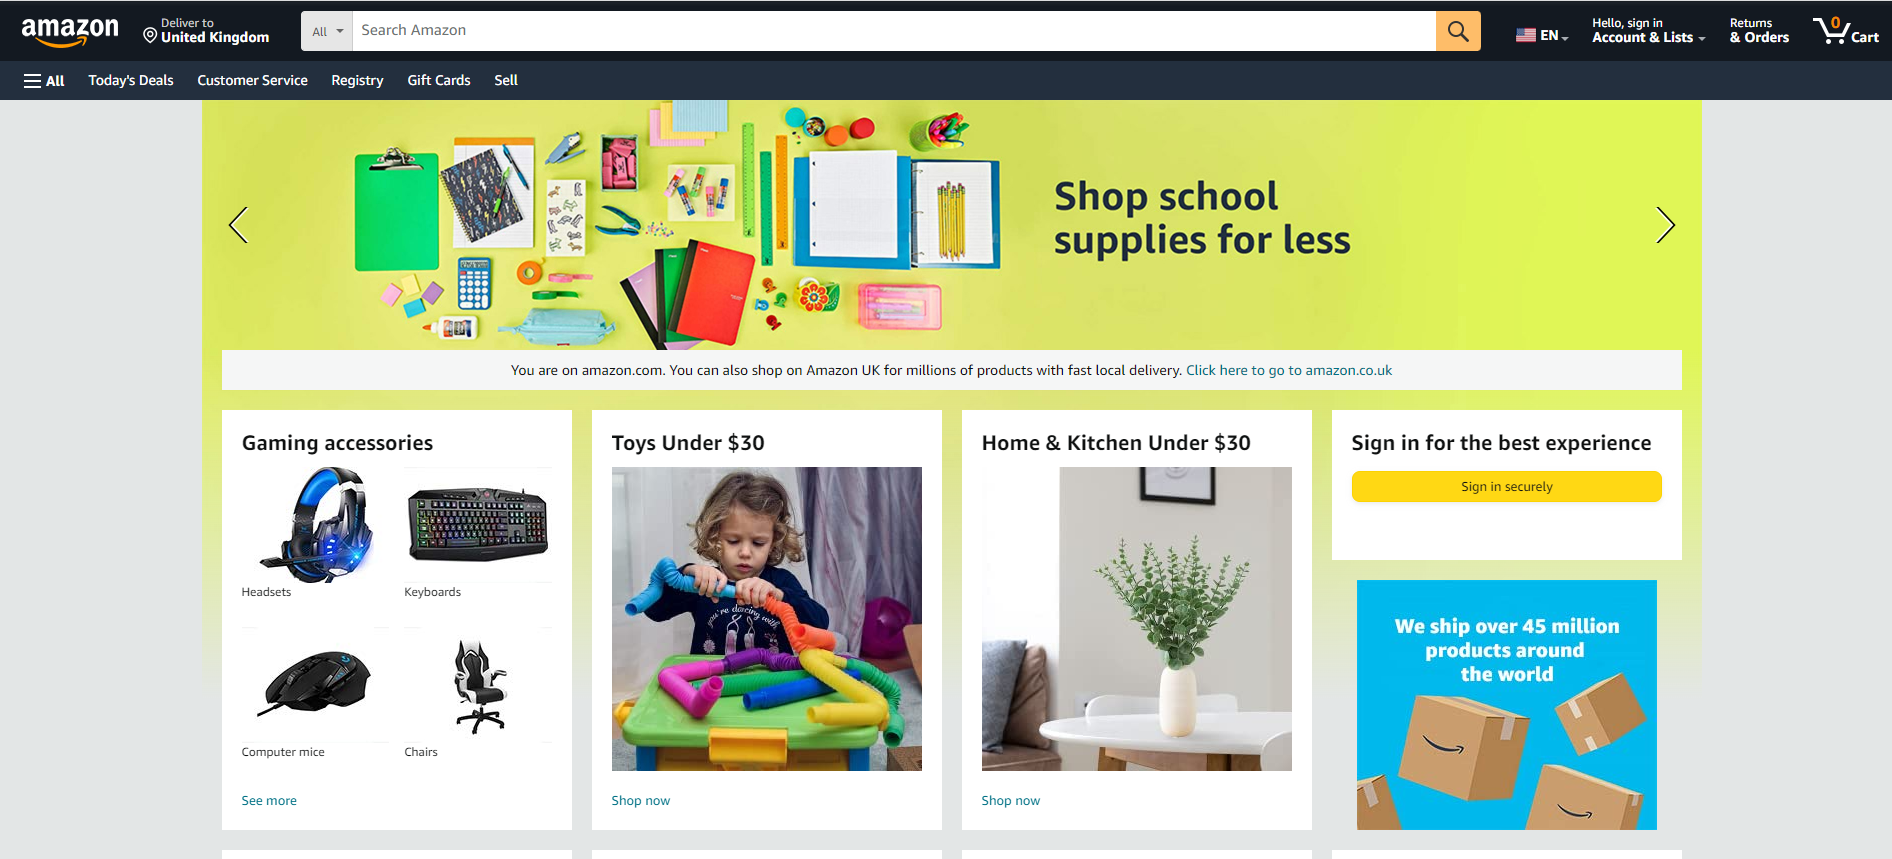 amazon
Deliver to
United Kingdom
All
Search Amazon
EN
Hello, sign in
Account & Lists
Returns
& Orders
0
Cart
All
Today's Deals
Customer Service
Registry
Gift Cards
Sell
Shop school
supplies for less
You are on amazon.com. You can also shop on Amazon UK for millions of products with fast local delivery. Click here to go to amazon.co.uk
Gaming accessories
Headsets
Keyboards
Computer mice
Chairs
See more
Toys Under $30
you're dancing with
Shop now
Home & Kitchen Under $30
Shop now
Sign in for the best experience
Sign in securely
We ship over 45 million
products around
the world